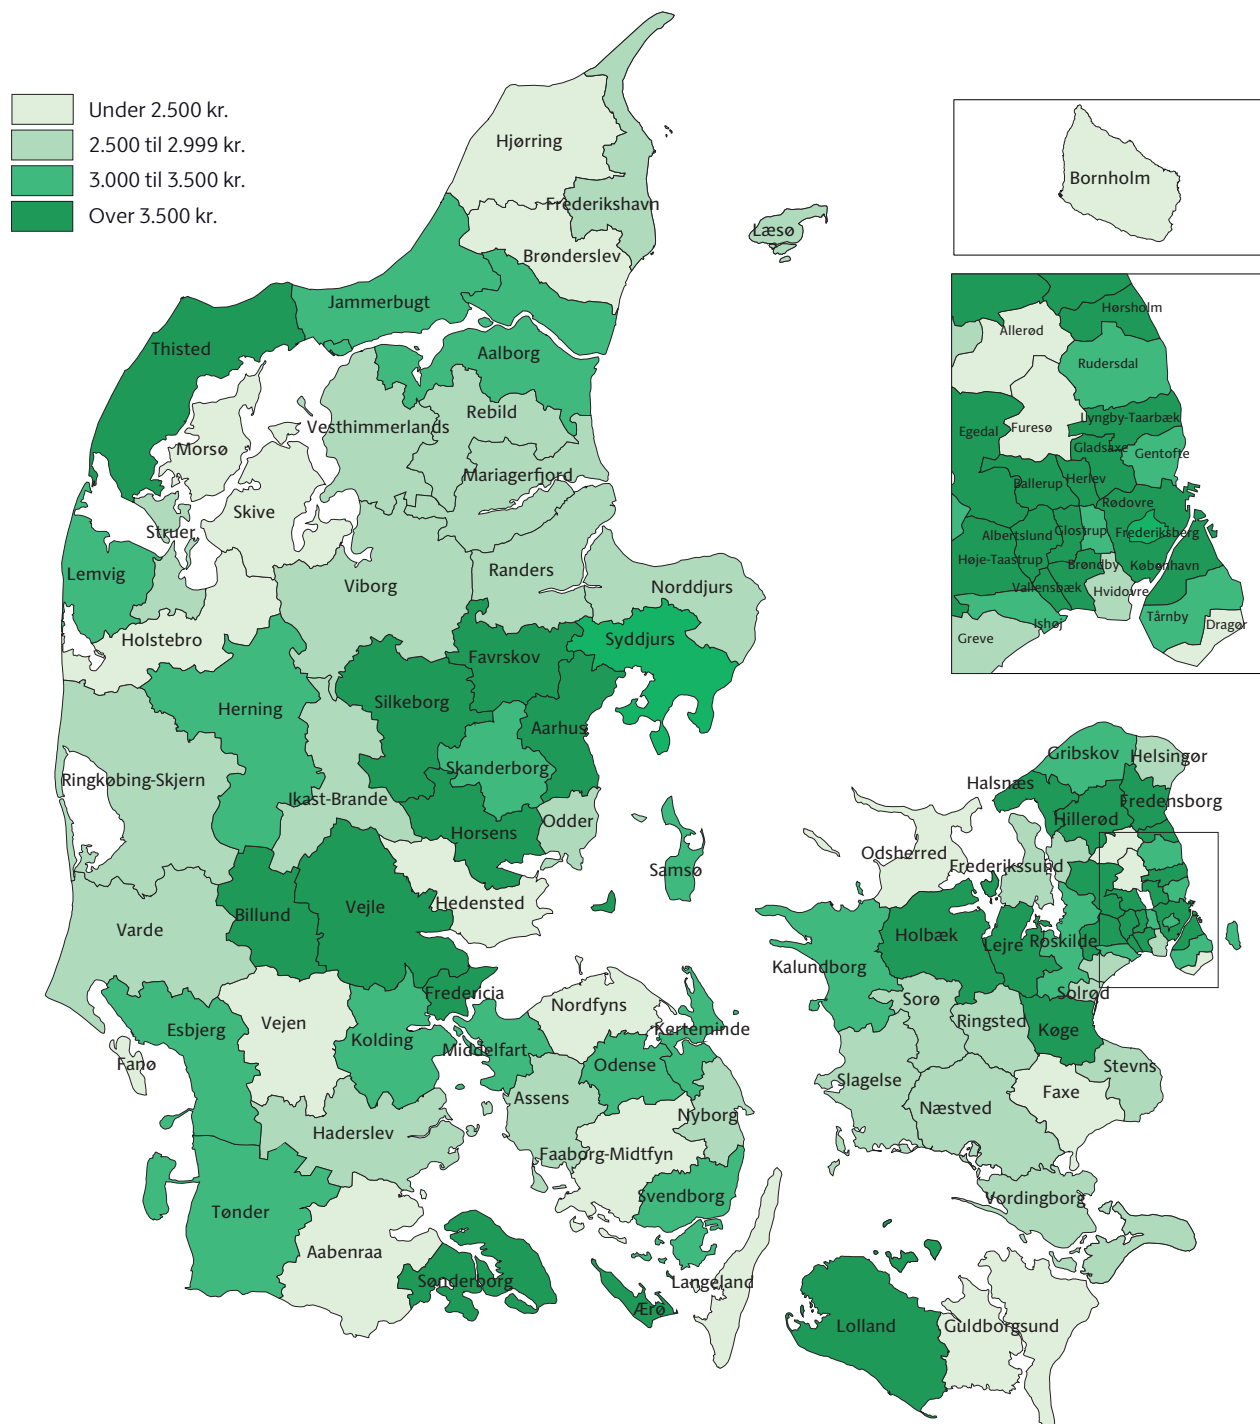 Under 2.500 kr.
2.500 til 2.999 kr.
3.000 til 3.500 kr.
Over 3.500 kr.
Hjørring
Frederikshavn
Læsø
Brønderslev
Jammerbugt
Thisted
Aalborg
Rebild
Vesthimmerlands
Morsø
Mariagerfjord
Skive
Struer
Lemvig
Viborg
Randers
Norddjurs
Holstebro
Syddjurs
Favrskov
Silkeborg
Herning
Aarhus
Skanderborg
Ringkøbing-Skjern
Ikast-Brande
Horsens
Odder
Samsø
Hedensted
Vejle
Billund
Varde
Fredericia
Vejen
Esbjerg
Kolding
Nordfyns
Kerteminde
Middelfart
Odense
Fanø
Assens
Nyborg
Haderslev
Faaborg-Midtfyn
Svendborg
Tønder
Aabenraa
Sønderborg
Langeland
Ærø
Bornholm
Hørsholm
Allerød
Rudersdal
Lyngby-Taarbæk
Furesø
Egedal
Gladsaxe
Gentofte
Ballerup
Herlev
Rødovre
Albertslund
Glostrup
Frederiksberg
Høje-Taastrup
Brøndby
København
Vallensbæk
Hvidovre
Ishøj
Tårnby
Dragør
Greve
Gribskov
Helsingør
Halsnæs
Fredensborg
Hillerød
Odsherred
Frederikssund
Holbæk
Lejre
Roskilde
Kalundborg
Solrød
Sorø
Ringsted
Køge
Stevns
Slagelse
Faxe
Næstved
Vordingborg
Lolland
Guldborgsund